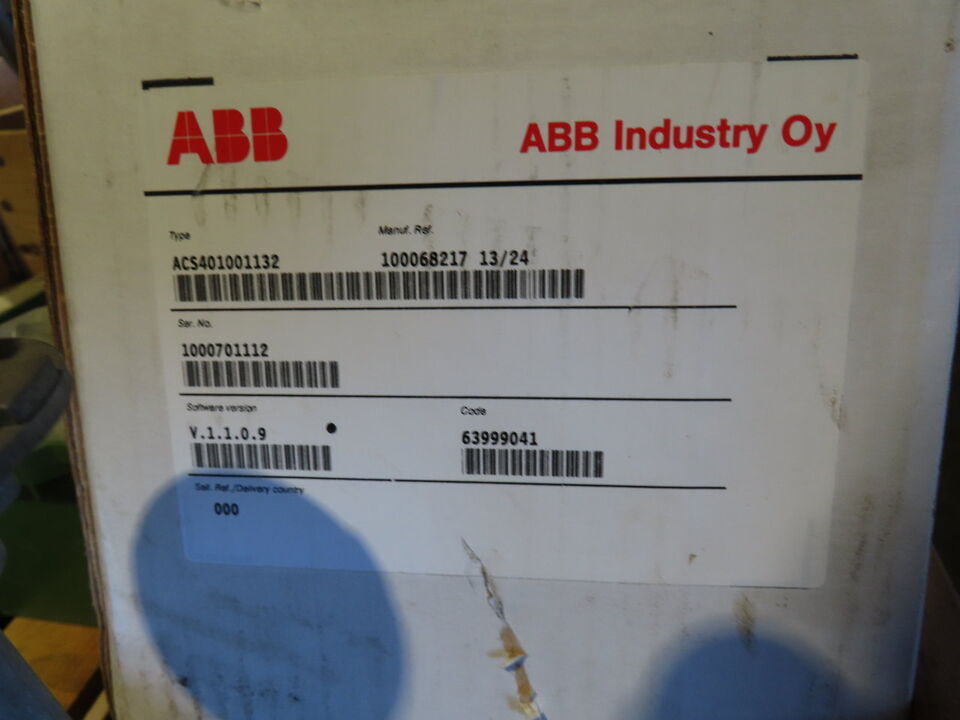 ABB
ABB Industry Oy
Type Manuf. Ref.
ACS401001132 100068217 13/24
Ser. No.
1000701112
Software version Code
V.1.1.0.9 63999041
Sell. Ref./Delivery country
000